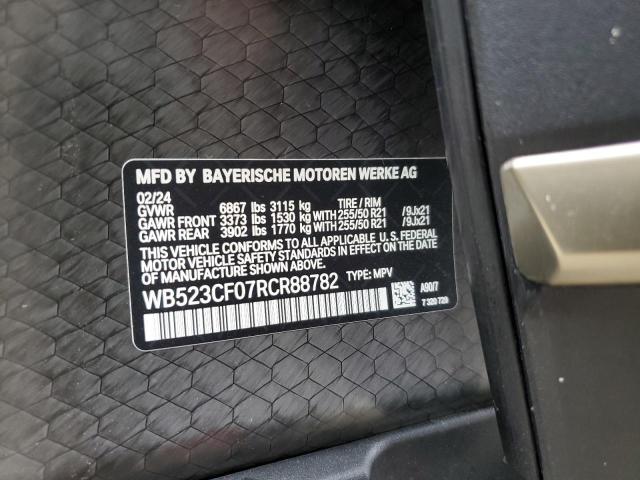 MFD BY BAYERISCHE MOTOREN WERKE AG
02/24
GVWR 6867 lbs 3115 kg TIRE / RIM
GAWR FRONT 3373 lbs 1530 kg WITH 255/50 R21 /9Jx21
GAWR REAR 3902 lbs 1770 kg WITH 255/50 R21 /9Jx21
THIS VEHICLE CONFORMS TO ALL APPLICABLE U.S. FEDERAL
MOTOR VEHICLE SAFETY STANDARDS IN EFFECT ON THE DATE
OF MANUFACTURE SHOWN ABOVE.
WB523CF07RCR88782 TYPE: MPV
A90/7
7 320 729